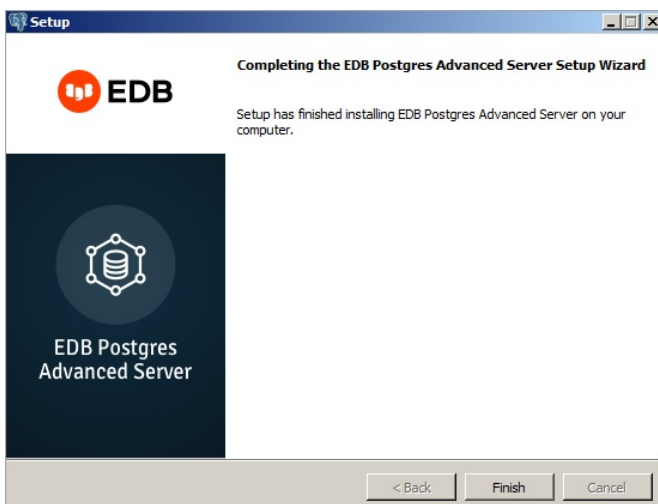 Setup
EDB
Completing the EDB Postgres Advanced Server Setup Wizard
Setup has finished installing EDB Postgres Advanced Server on your
computer.
EDB Postgres
Advanced Server
< Back
Finish
Cancel